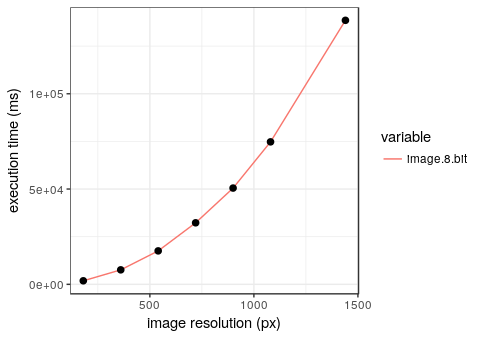 execution time (ms)
1e+05
5e+04
0e+00
500
1000
1500
image resolution (px)
variable
image.8.bit